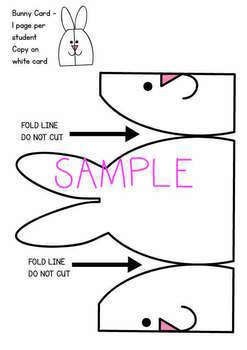 Bunny Card -
1 page per
student
Copy on
white card
FOLD LINE
DO NOT CUT
SAMPLE
FOLD LINE
DO NOT CUT